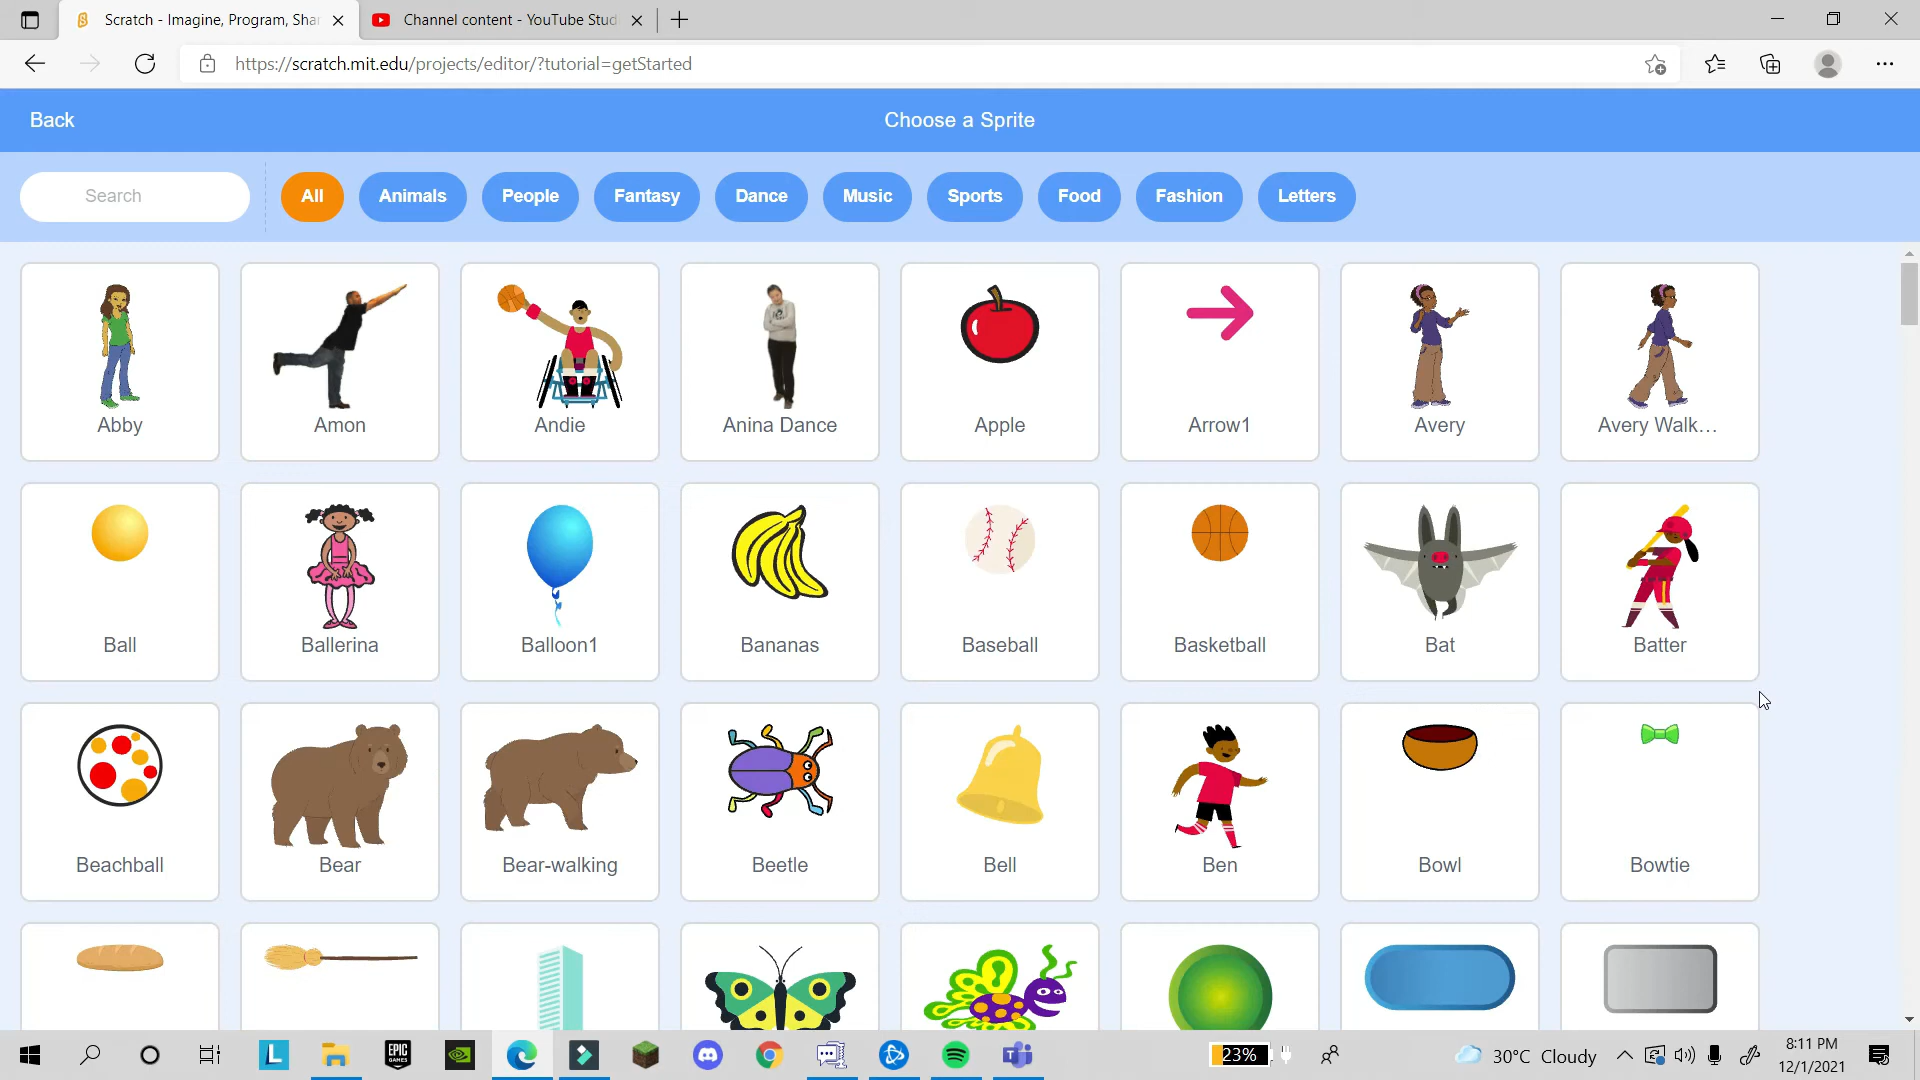 Scratch - Imagine, Program, Sha
Channel content - YouTube Stud
https://scratch.mit.edu/projects/editor/?tutorial=getStarted
Back
Choose a Sprite
Search
All
Animals
People
Fantasy
Dance
Music
Sports
Food
Fashion
Letters
Abby
Amon
Andie
Anina Dance
Apple
Arrow1
Avery
Avery Walk...
Ball
Ballerina
Balloon1
Bananas
Baseball
Basketball
Bat
Batter
Beachball
Bear
Bear-walking
Beetle
Bell
Ben
Bowl
Bowtie
L
EPIC
GAMES
23%
30°C Cloudy
8:11 PM
12/1/2021